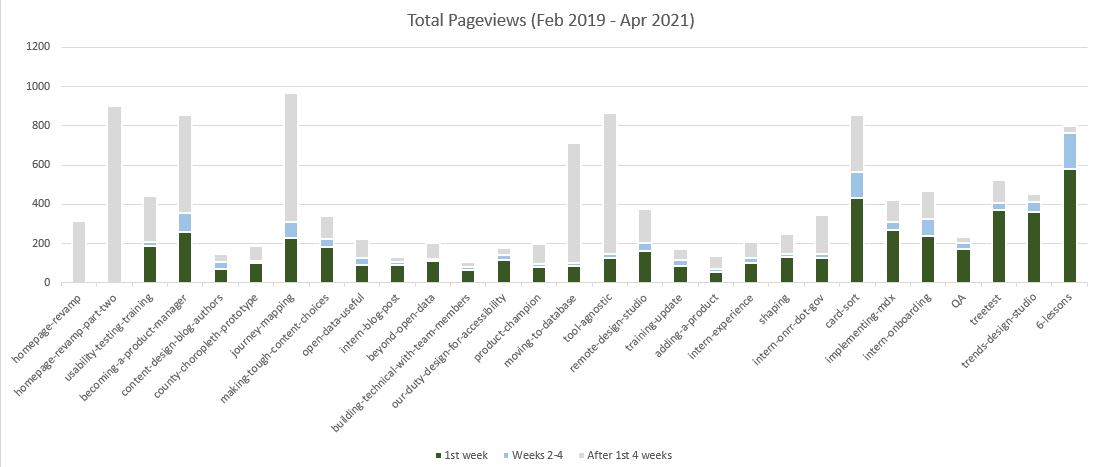 Total Pageviews (Feb 2019 - Apr 2021)
1200
1000
800
600
400
200
0
homepage-revamp
homepage-revamp-part-two
usability-testing-training
becoming-a-product-manager
content-design-blog-authors
county-choropleth-prototype
journey-mapping
making-tough-content-choices
open-data-useful
intern-blog-post
beyond-open-data
building-technical-with-team-members
our-duty-design-for-accessibility
product-champion
moving-to-database
tool-agnostic
remote-design-studio
training-update
adding-a-product
intern-experience
shaping
intern-onrr-dot-gov
card-sort
implementing-mdx
intern-onboarding
QA
treetest
trends-design-studio
6-lessons
1st week Weeks 2-4 After 1st 4 weeks